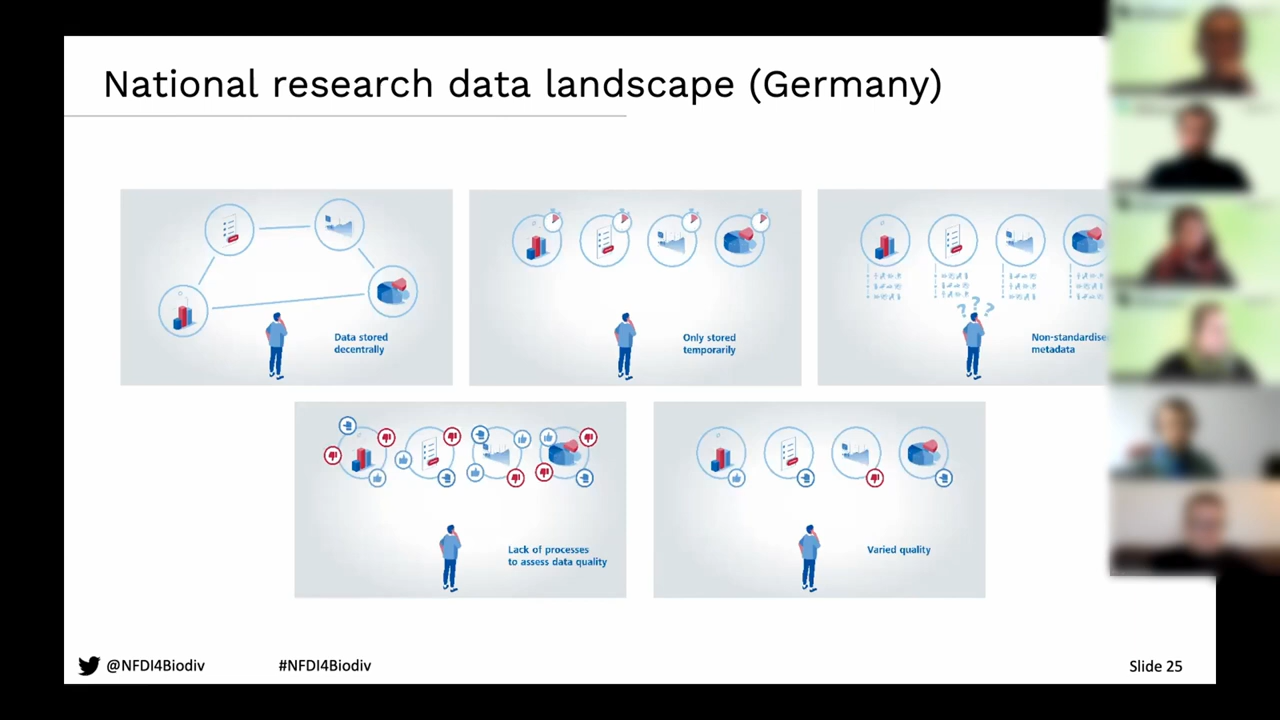 National research data landscape (Germany)
Data stored
decentrally
Only stored
temporarily
???
Non-standardise
metadata
Lack of processes
to assess data quality
Varied quality
@NFDI4Biodiv
#NFDI4Biodiv
Slide 25